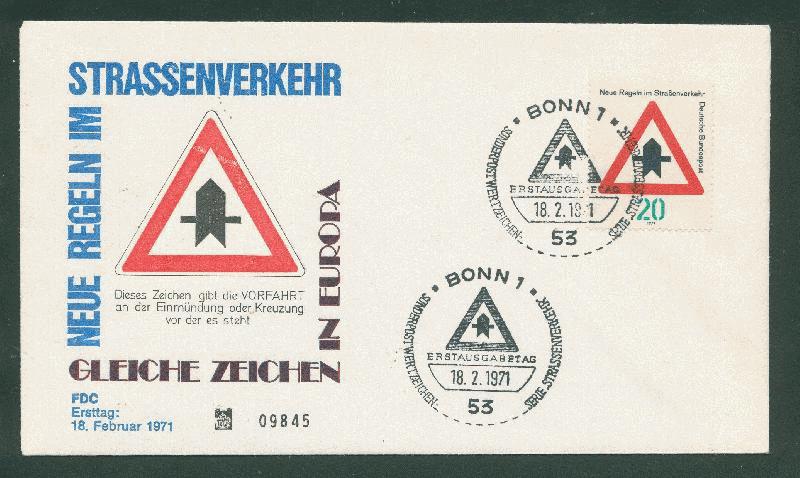 NEUE REGELN IM
STRASSENVERKEHR
Dieses Zeichen gibt die VORFAHRT
an der Einmündung oder Kreuzung
vor der es steht
GLEICHE ZEICHEN
IN EUROPA
FDC
Ersttag:
18. Februar 1971
09845
Neue Regeln im Straßenverkehr
Deutsche Bundespost
20
1971
BONN 1
ERSTAUSGABETAG
18.2.1971
53
SONDERPOSTWERTZEICHEN-
SERIE „STRASSENVERKEHR“
BONN 1
ERSTAUSGABETAG
18.2.1971
53
SONDERPOSTWERTZEICHEN-
SERIE „STRASSENVERKEHR“